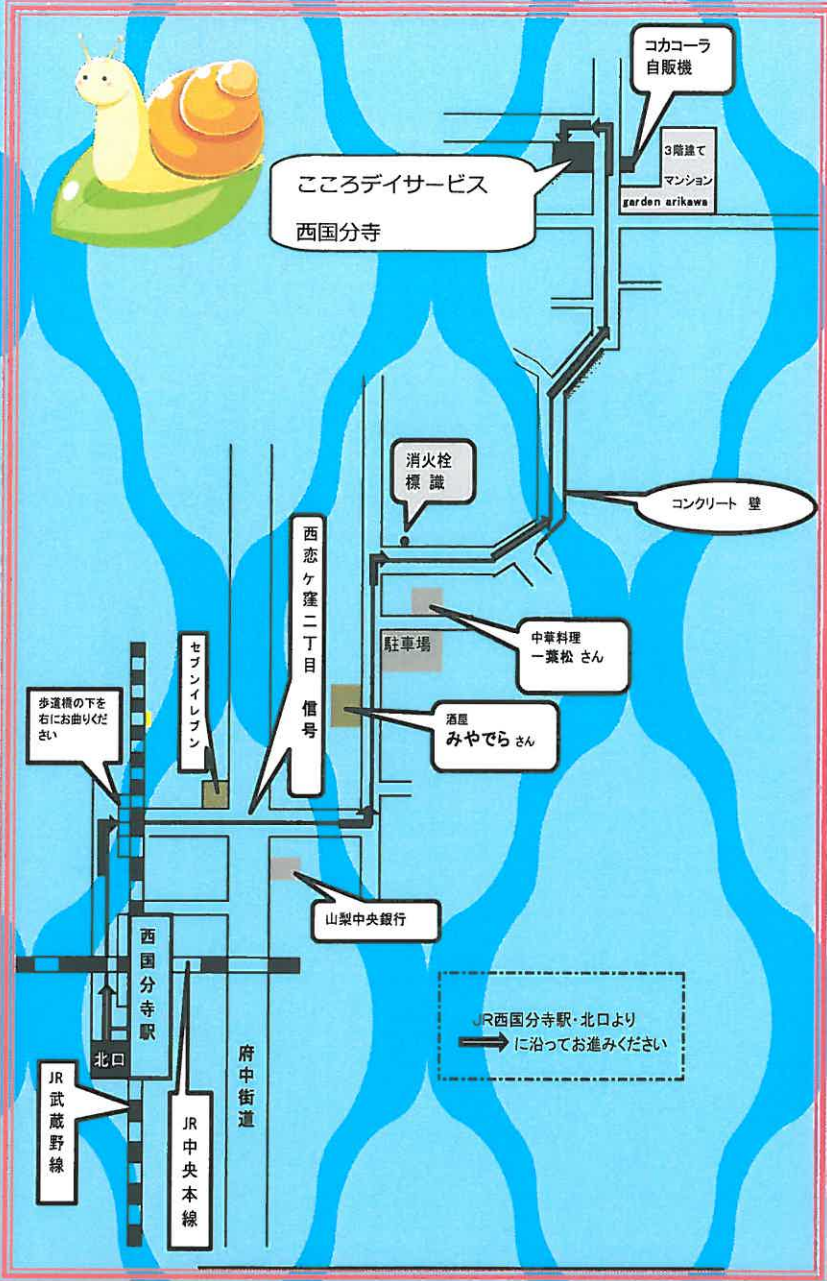 コカコーラ
自販機
3階建て
マンション
garden arikawa
こころデイサービス
西国分寺
消火栓
標 識
コンクリート 壁
西恋ヶ窪二丁目 信号
中華料理
一葉松 さん
駐車場
セブンイレブン
酒屋
みやでら さん
歩道橋の下を
右にお曲りくだ
さい
山梨中央銀行
西国分寺駅
JR西国分寺駅・北口より
に沿ってお進みください
北口
府中街道
JR武蔵野線
JR中央本線